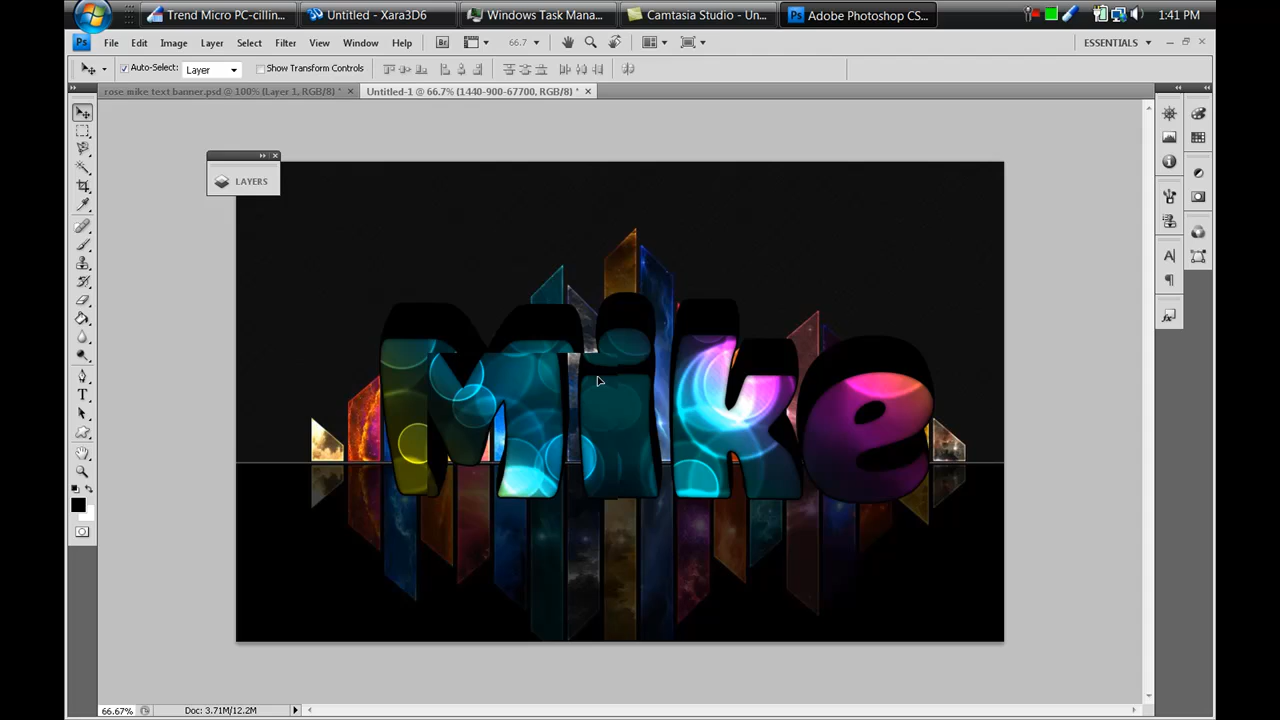 Trend Micro PC-cillin...
Untitled - Xara3D6
Windows Task Mana...
Camtasia Studio - Un...
Adobe Photoshop CS...
1:41 PM
Ps
File Edit Image Layer Select Filter View Window Help
Br
66.7
ESSENTIALS
Auto-Select:
Layer
Show Transform Controls
rose mike text banner.psd @ 100% (Layer 1, RGB/8) *
Untitled-1 @ 66.7% (1440-900-67700, RGB/8) *
LAYERS
Mike
66.67%
Doc: 3.71M/12.2M